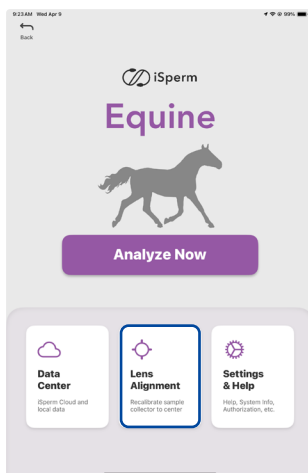 9:23 AM Wed Apr 9
99%
Back
iSperm
Equine
Analyze Now
Data
Center
iSperm Cloud and
local data
Lens
Alignment
Recalibrate sample
collector to center
Settings
& Help
Help, System Info,
Authorization, etc.